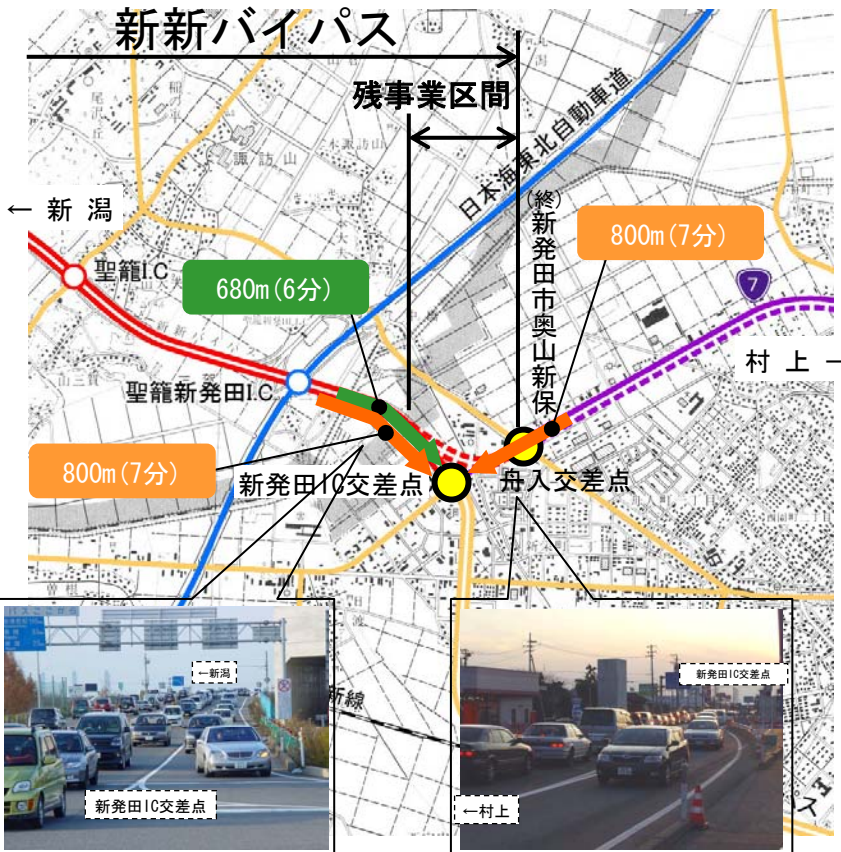 新新バイパス
残事業区間
日本海東北自動車道
(終)新発田市奥山新保
← 新 潟
800m(7分)
7
聖籠I.C
680m(6分)
諏訪山
村 上
聖籠新発田I.C
800m(7分)
新発田IC交差点
舟入交差点
←新潟
新発田IC交差点
新発田IC交差点
←村上